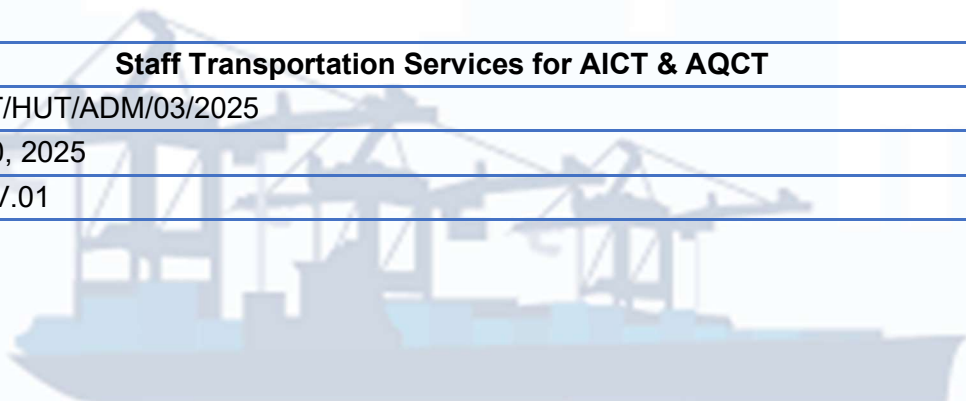 Staff Transportation Services for AICT & AQCT
/HUT/ADM/03/2025
, 2025
.01